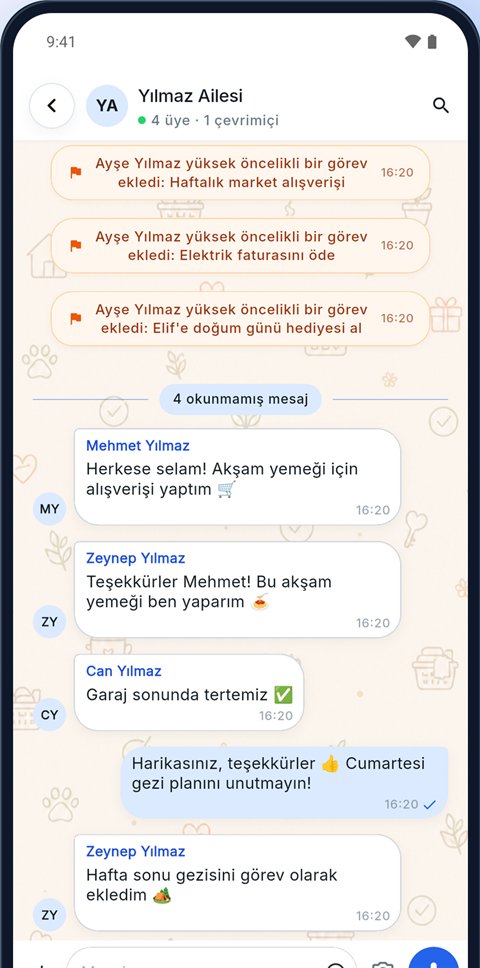 9:41
YA
Yılmaz Ailesi
4 üye · 1 çevrimiçi
Ayşe Yılmaz yüksek öncelikli bir görev
ekledi: Haftalık market alışverişi
16:20
Ayşe Yılmaz yüksek öncelikli bir görev
ekledi: Elektrik faturasını öde
16:20
Ayşe Yılmaz yüksek öncelikli bir görev
ekledi: Elif'e doğum günü hediyesi al
16:20
4 okunmamış mesaj
Mehmet Yılmaz
Herkese selam! Akşam yemeği için
alışverişi yaptım 🛒
16:20
MY
Zeynep Yılmaz
Teşekkürler Mehmet! Bu akşam
yemeği ben yaparım 🍝
16:20
ZY
Can Yılmaz
Garaj sonunda tertemiz ✅
16:20
CY
Harikasınız, teşekkürler 👍 Cumartesi
gezi planını unutmayın!
16:20
Zeynep Yılmaz
Hafta sonu gezisini görev olarak
ekledim 🏕️
16:20
ZY